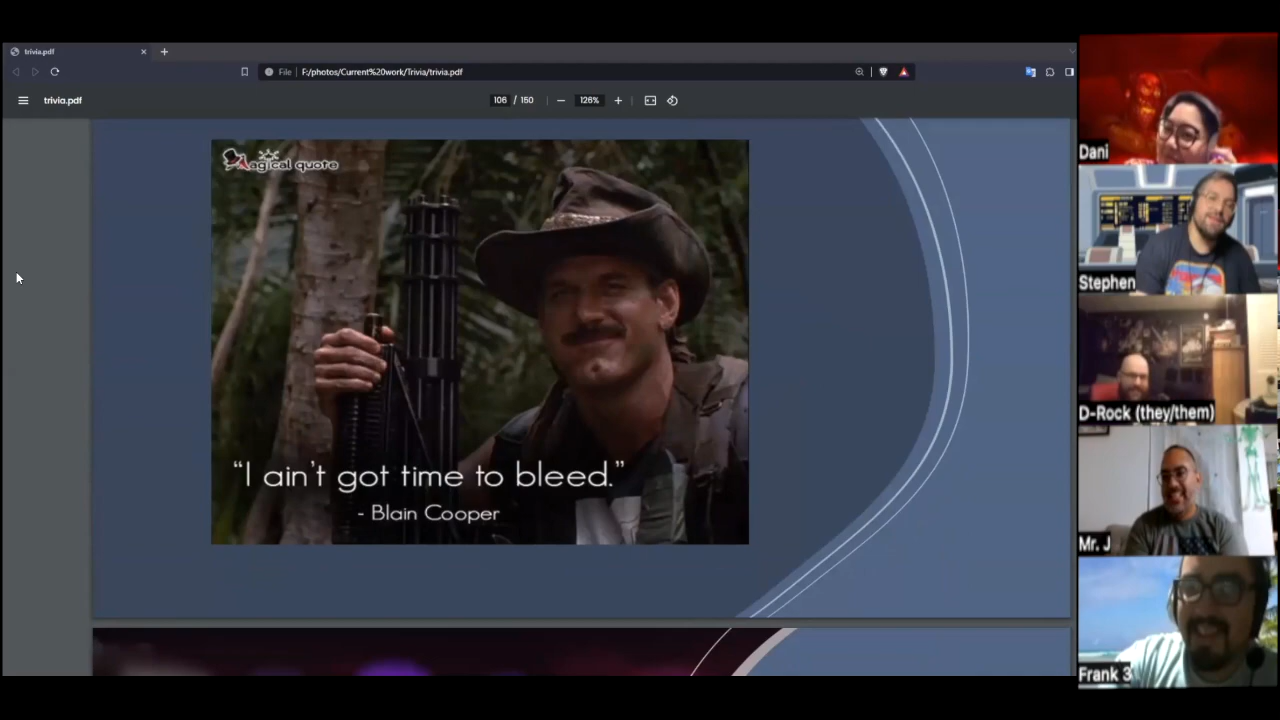 trivia.pdf
File F:/photos/Current%20work/Trivia/trivia.pdf
trivia.pdf
106 / 150
126%
Magical quote
“I ain’t got time to bleed.”
- Blain Cooper
Dani
Stephen
D-Rock (they/them)
Mr. J
Frank 3